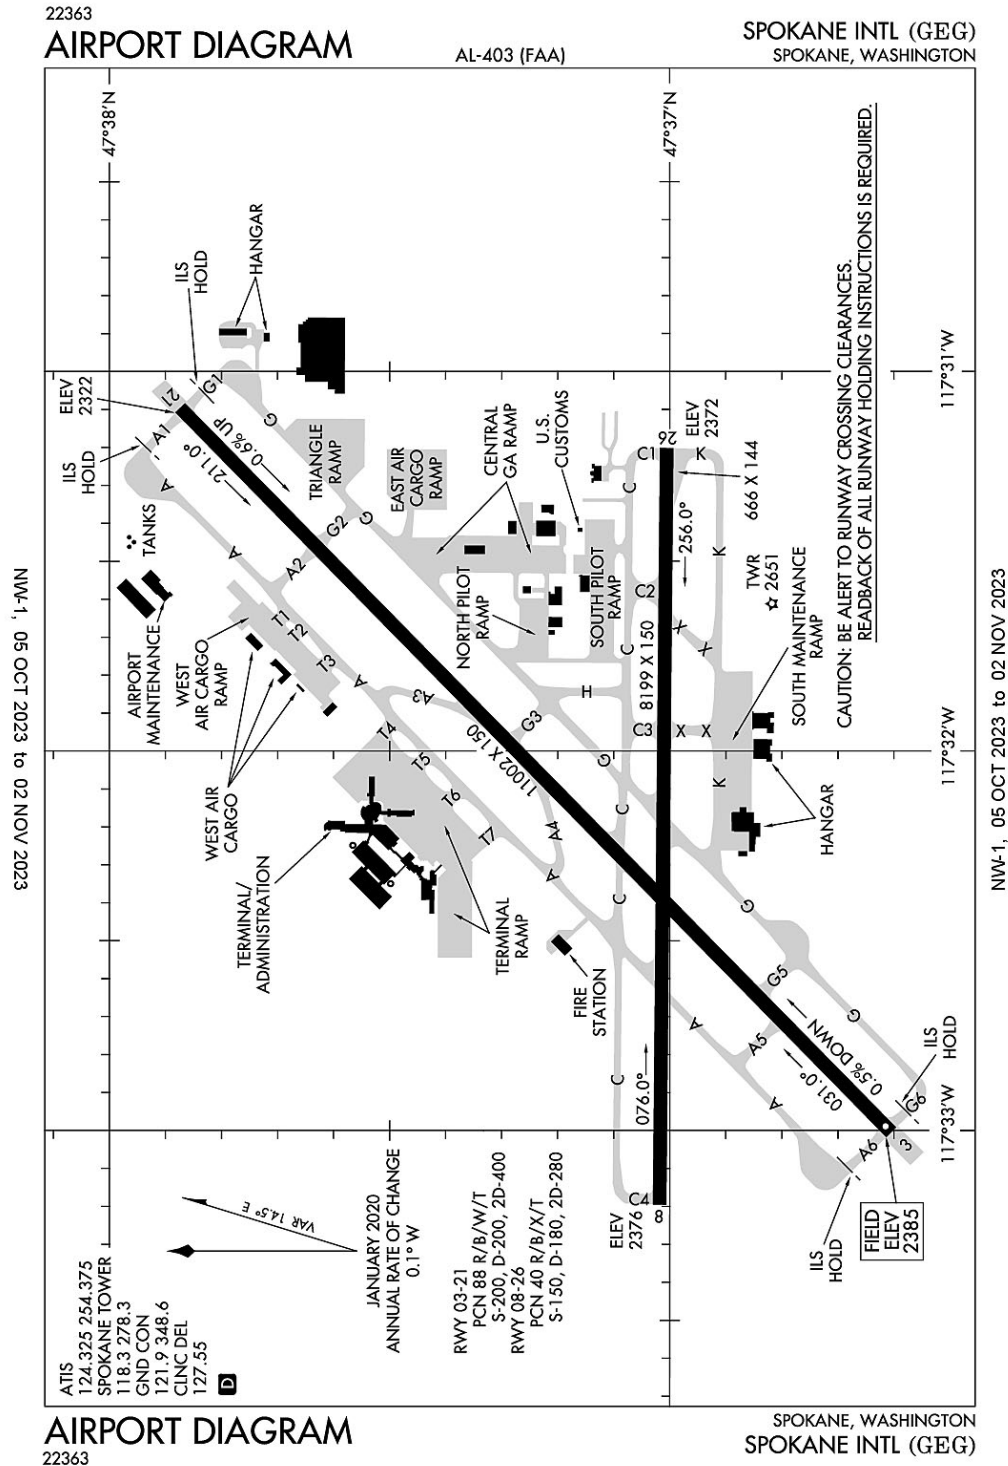 22363
AIRPORT DIAGRAM
AL-403 (FAA)
SPOKANE INTL (GEG)
SPOKANE, WASHINGTON
NW-1, 05 OCT 2023 to 02 NOV 2023
NW-1, 05 OCT 2023 to 02 NOV 2023
ATIS
124.325 254.375
SPOKANE TOWER
118.3 278.3
GND CON
121.9 348.6
CLNC DEL
127.55
D
VAR 14.5° E
JANUARY 2020
ANNUAL RATE OF CHANGE
0.1° W
RWY 03-21
PCN 88 R/B/W/T
S-200, D-200, 2D-400
RWY 08-26
PCN 40 R/B/X/T
S-150, D-180, 2D-280
47°38'N
47°37'N
117°31'W
117°32'W
117°33'W
CAUTION: BE ALERT TO RUNWAY CROSSING CLEARANCES.
READBACK OF ALL RUNWAY HOLDING INSTRUCTIONS IS REQUIRED.
ILS
HOLD
HANGAR
ELEV
2322
21
G1
A1
ILS
HOLD
G
A
211.0°
0.6% UP
TRIANGLE
RAMP
EAST AIR
CARGO
RAMP
CENTRAL
GA RAMP
U.S.
CUSTOMS
TANKS
A
A2
G2
G
AIRPORT
MAINTENANCE
WEST
AIR CARGO
RAMP
T1
T2
T3
A
A3
NORTH PILOT
RAMP
SOUTH PILOT
RAMP
C1
26
K
ELEV
2372
C
666 X 144
256.0°
K
C2
TWR
2651
X
X
C
8199 X 150
SOUTH MAINTENANCE
RAMP
H
G3
C3
X
X
G
K
T4
T5
T6
T7
11002 X 150
C
A4
A
WEST AIR
CARGO
TERMINAL/
ADMINISTRATION
TERMINAL
RAMP
FIRE
STATION
HANGAR
C
G
A
G5
A5
G
C
076.0°
A
031.0°
0.5% DOWN
ILS
HOLD
G6
A6
3
ILS
HOLD
FIELD
ELEV
2385
C4
8
ELEV
2376
AIRPORT DIAGRAM
22363
SPOKANE, WASHINGTON
SPOKANE INTL (GEG)